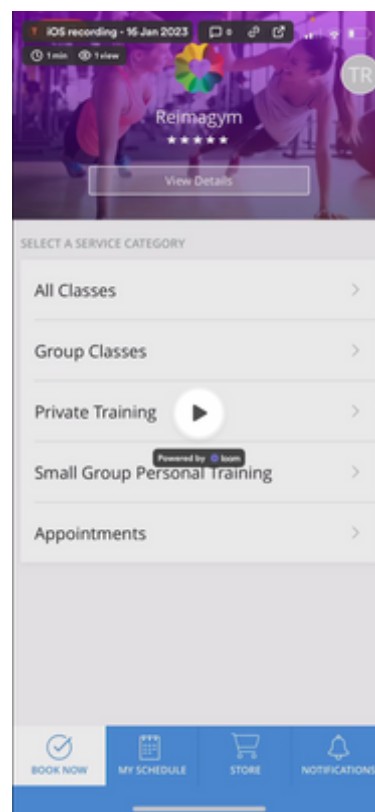 iOS recording - 16 Jan 2023
0
1 min 1 view
TR
Reimagym
View Details
SELECT A SERVICE CATEGORY
All Classes
Group Classes
Private Training
Powered by loom
Small Group Personal Training
Appointments
BOOK NOW MY SCHEDULE STORE NOTIFICATIONS